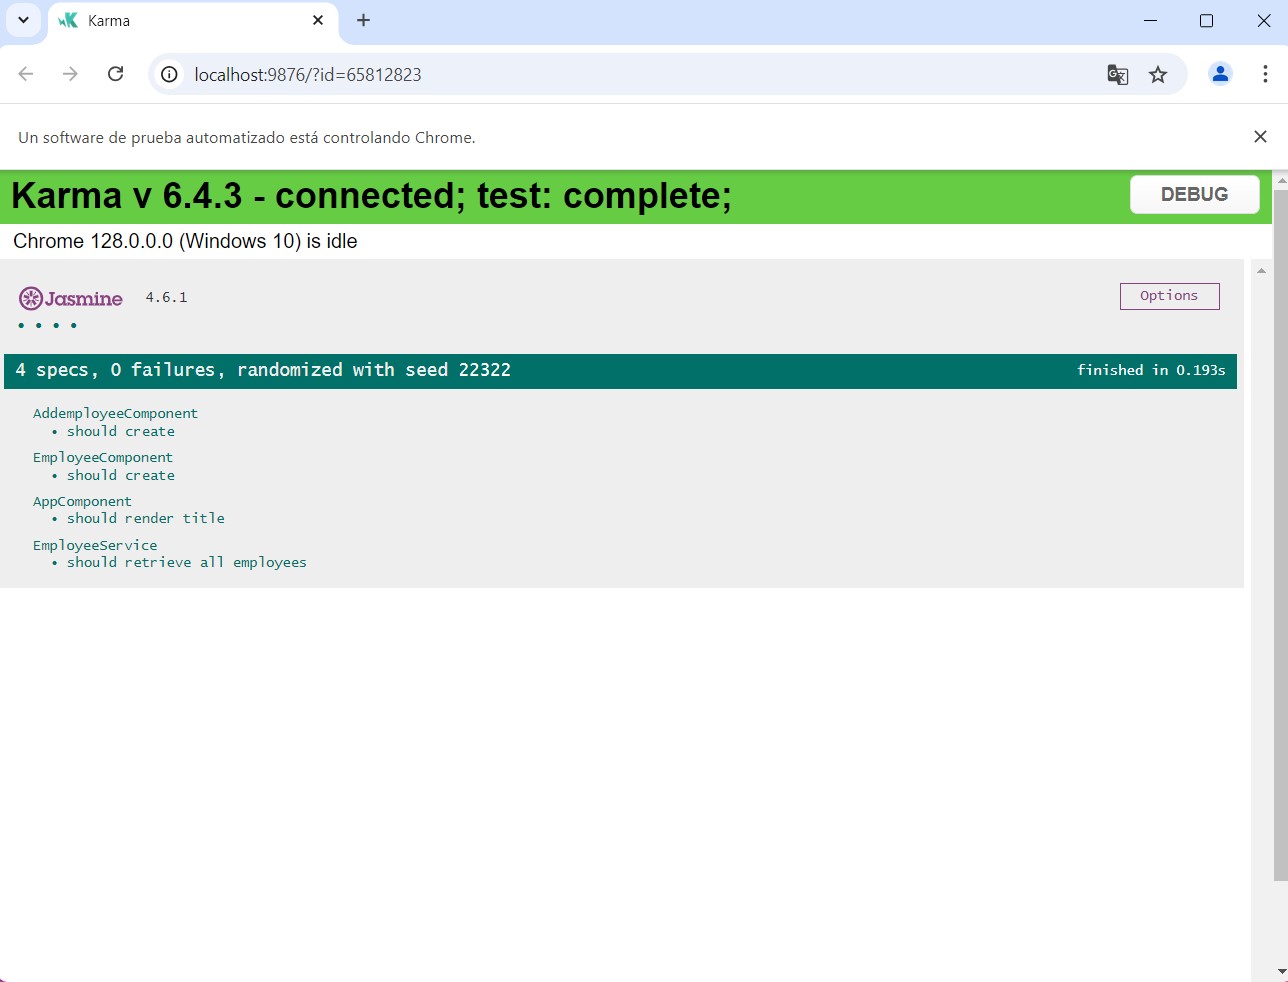 Karma
localhost:9876/?id=65812823
Un software de prueba automatizado está controlando Chrome.
Karma v 6.4.3 - connected; test: complete;
DEBUG
Chrome 128.0.0.0 (Windows 10) is idle
Jasmine 4.6.1
Options
• • • •
4 specs, 0 failures, randomized with seed 22322
finished in 0.193s
AddemployeeComponent
• should create
EmployeeComponent
• should create
AppComponent
• should render title
EmployeeService
• should retrieve all employees